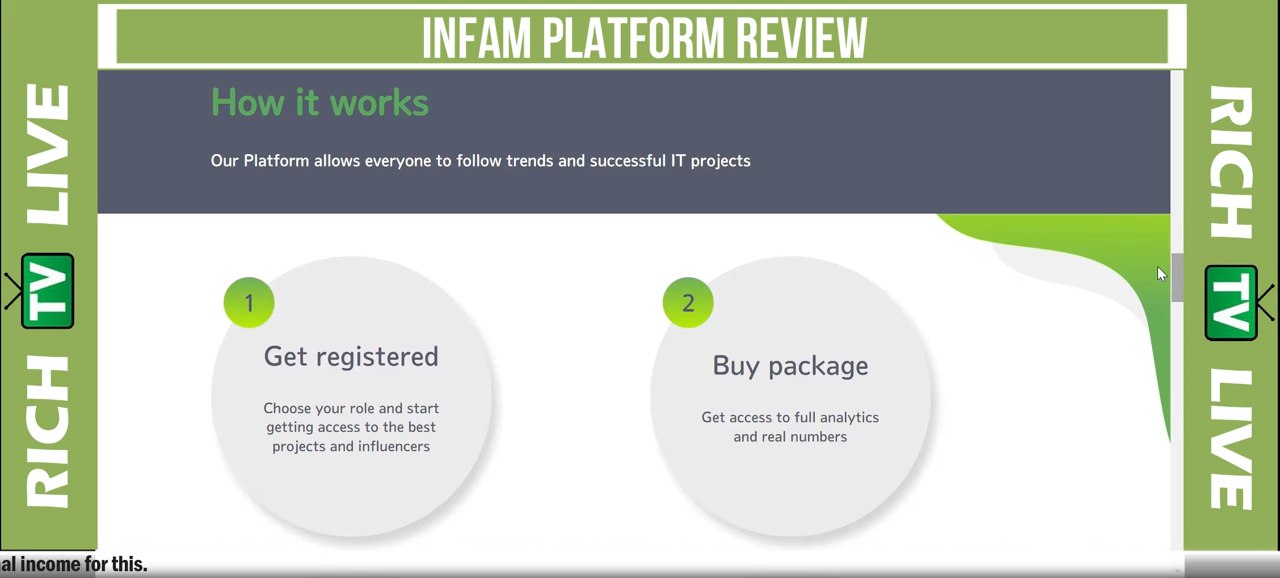 INFAM PLATFORM REVIEW
How it works
Our Platform allows everyone to follow trends and successful IT projects
1
Get registered
Choose your role and start
getting access to the best
projects and influencers
2
Buy package
Get access to full analytics
and real numbers
RICH TV LIVE
RICH TV LIVE
al income for this.